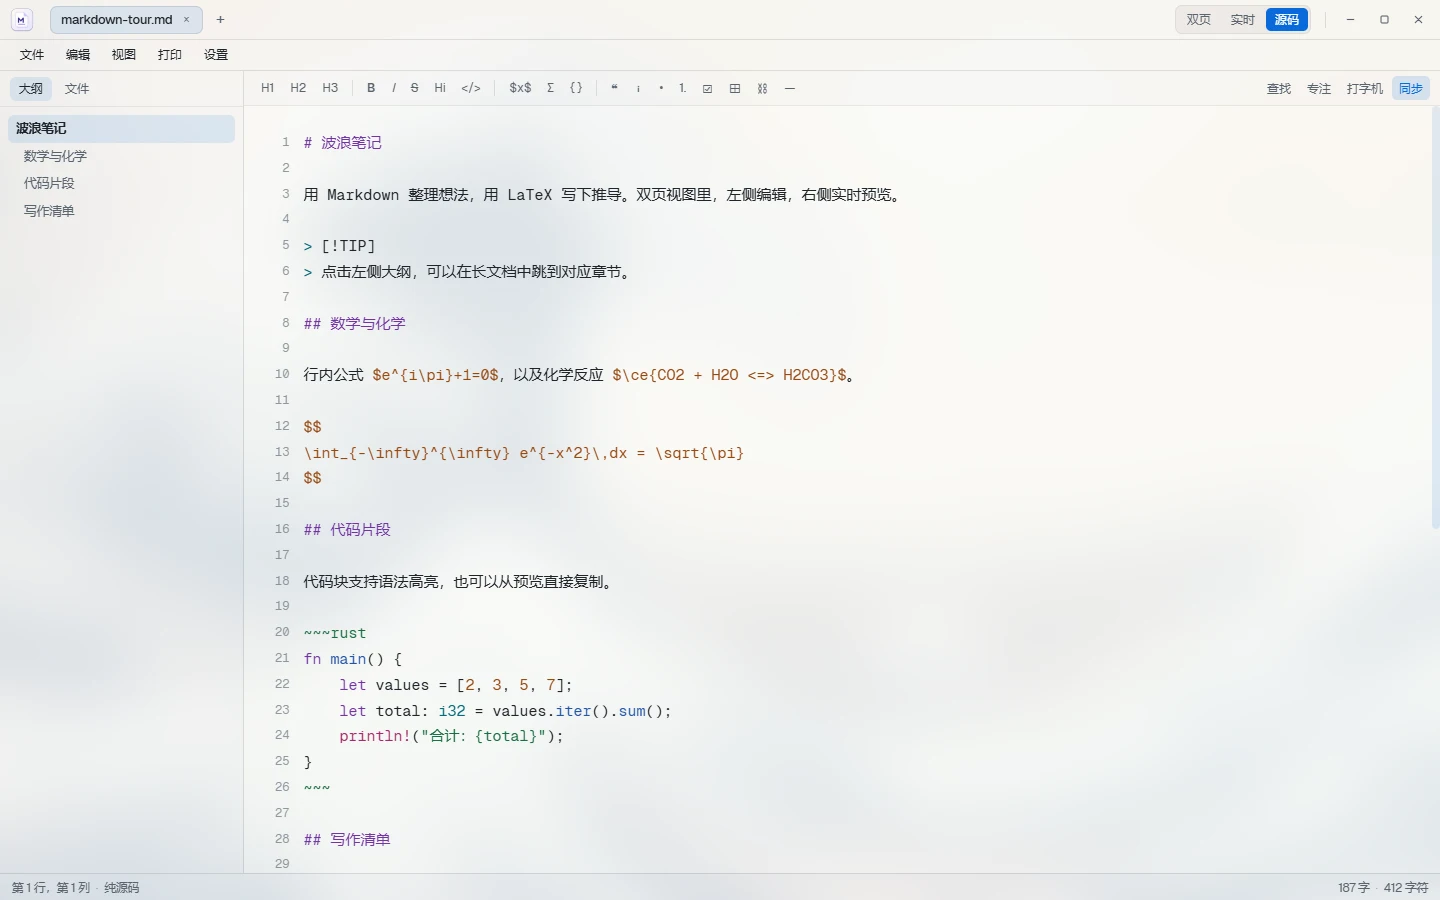 M markdown-tour.md × + 双页 实时 源码
文件 编辑 视图 打印 设置
大纲 文件 H1 H2 H3 B I S Hi </> $x$ Σ {} ❝ i • 1. ☑ — 查找 专注 打字机 同步
波浪笔记
数学与化学
代码片段
写作清单
1 # 波浪笔记
2
3 用 Markdown 整理想法，用 LaTeX 写下推导。双页视图里，左侧编辑，右侧实时预览。
4
5 > [!TIP]
6 > 点击左侧大纲，可以在长文档中跳到对应章节。
7
8 ## 数学与化学
9
10 行内公式 $e^{i\pi}+1=0$，以及化学反应 $\ce{CO2 + H2O <=> H2CO3}$。
11
12 $$
13 \int_{-\infty}^{\infty} e^{-x^2}\,dx = \sqrt{\pi}
14 $$
15
16 ## 代码片段
17
18 代码块支持语法高亮，也可以从预览直接复制。
19
20 ~~~rust
21 fn main() {
22     let values = [2, 3, 5, 7];
23     let total: i32 = values.iter().sum();
24     println!("合计: {total}");
25 }
26 ~~~
27
28 ## 写作清单
29
第 1 行，第 1 列 · 纯源码 187 字 · 412 字符